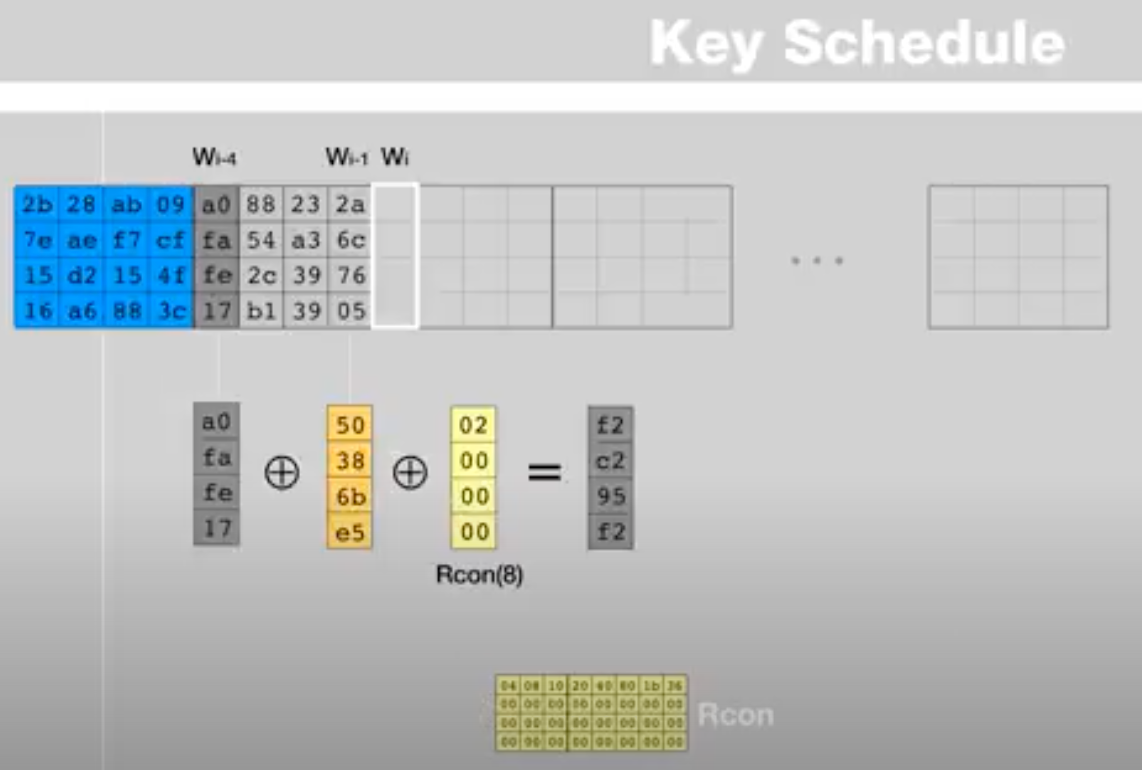 Key Schedule
Wi-4 Wi-1 Wi
2b 28 ab 09 a0 88 23 2a
7e ae f7 cf fa 54 a3 6c
15 d2 15 4f fe 2c 39 76
16 a6 88 3c 17 b1 39 05
...
a0 50 02 f2
fa 38 00 c2
⊕ ⊕ =
fe 6b 00 95
17 e5 00 f2
Rcon(8)
04 08 10 20 40 80 1b 36
00 00 00 00 00 00 00 00
Rcon
00 00 00 00 00 00 00 00
00 00 00 00 00 00 00 00